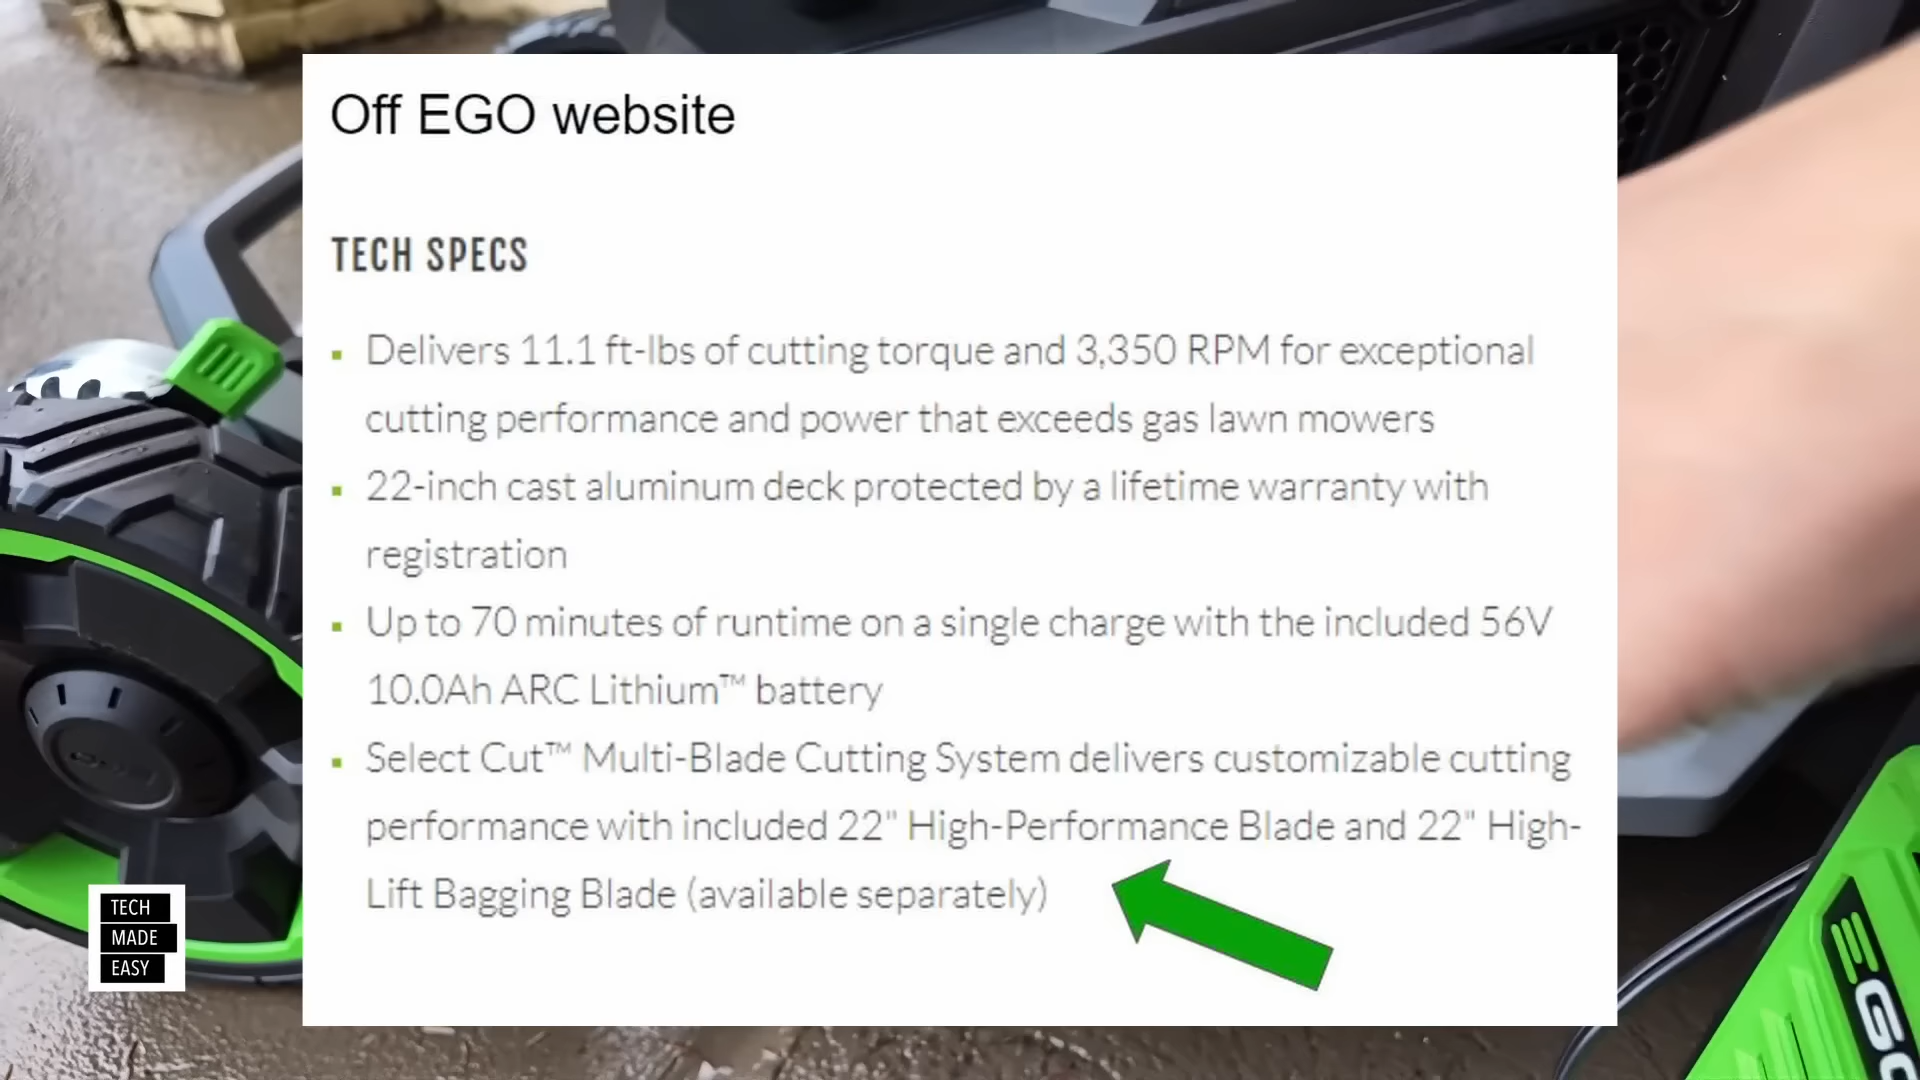 Off EGO website
TECH SPECS
Delivers 11.1 ft-lbs of cutting torque and 3,350 RPM for exceptional
cutting performance and power that exceeds gas lawn mowers
22-inch cast aluminum deck protected by a lifetime warranty with
registration
Up to 70 minutes of runtime on a single charge with the included 56V
10.0Ah ARC Lithium™ battery
Select Cut™ Multi-Blade Cutting System delivers customizable cutting
performance with included 22" High-Performance Blade and 22" High-
Lift Bagging Blade (available separately)
TECH
MADE
EASY
EGO